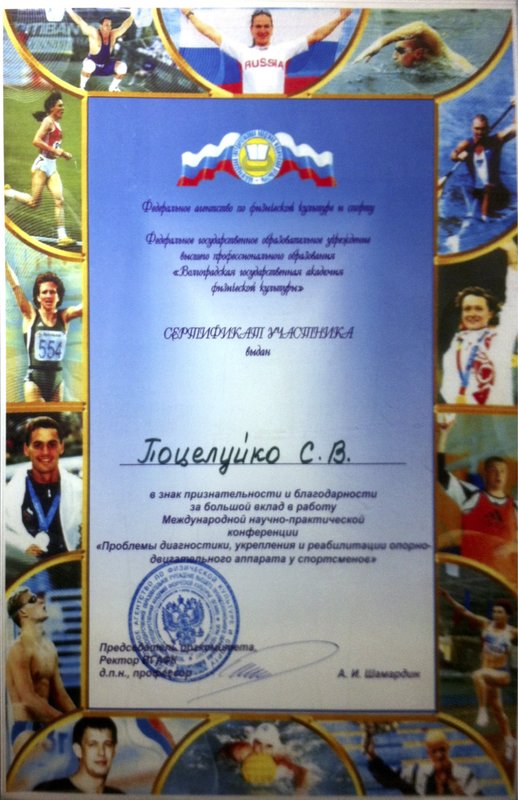 RUSSIA
554
Федеральное агентство по физической культуре и спорту
Федеральное государственное образовательное учреждение
высшего профессионального образования
«Волгоградская государственная академия
физической культуры»
СЕРТИФИКАТ УЧАСТНИКА
выдан
Поцелуйко С. В.
в знак признательности и благодарности
за большой вклад в работу
Международной научно-практической
конференции
«Проблемы диагностики, укрепления и реабилитации опорно-
двигательного аппарата у спортсменов»
Председатель оргкомитета,
Ректор ВГАФК
д.п.н., профессор
А. И. Шамардин